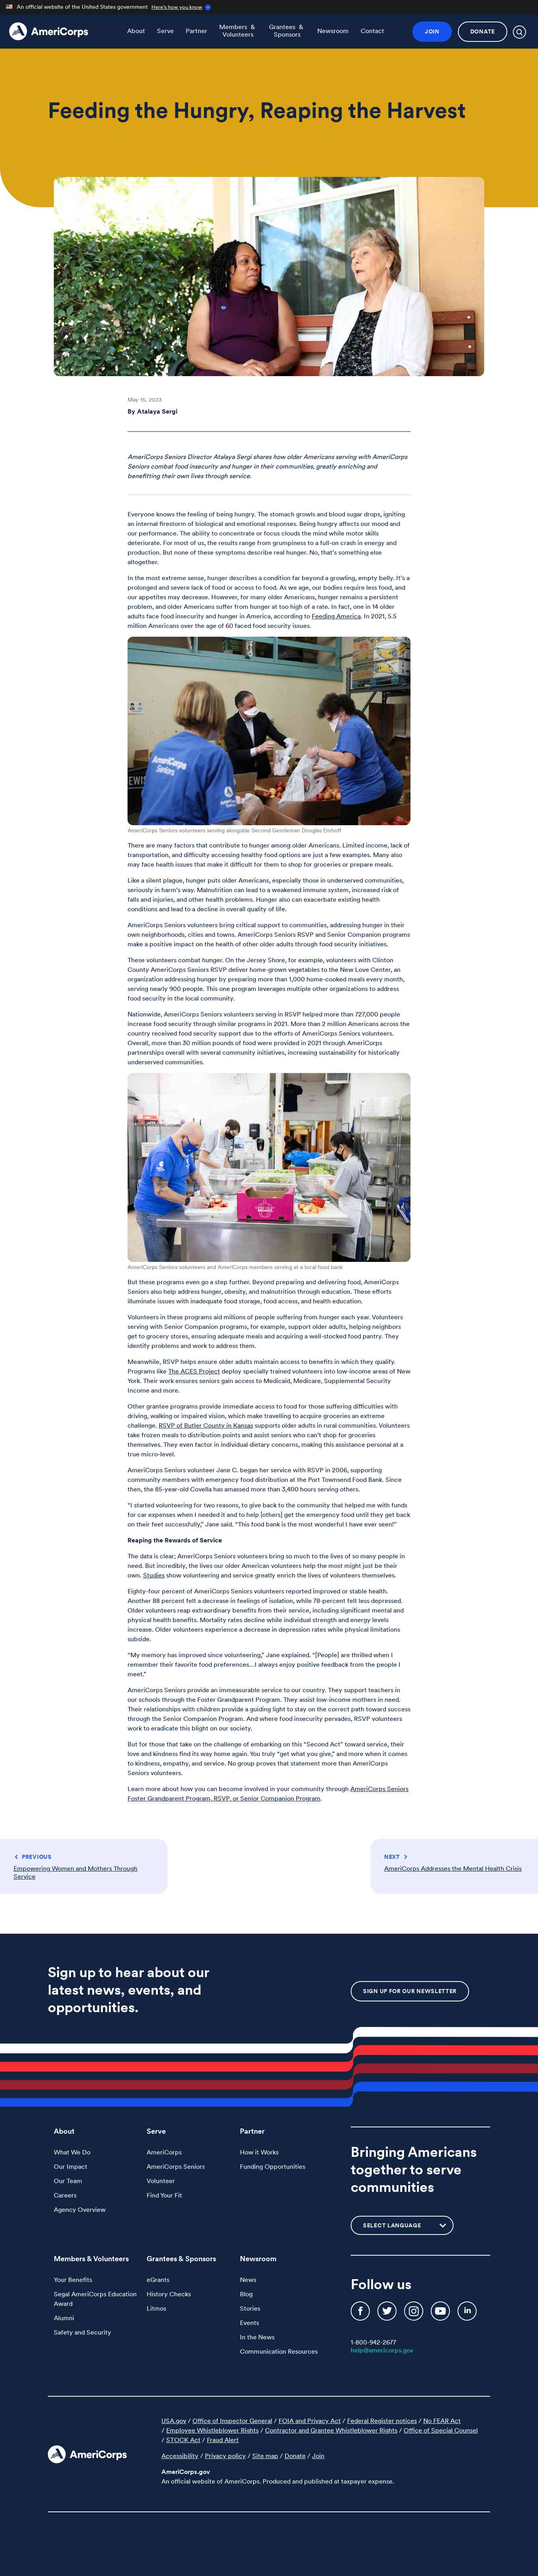 An official website of the United States government Here's how you know
AmeriCorps
About
Serve
Partner
Members & Volunteers
Grantees & Sponsors
Newsroom
Contact
JOIN
DONATE
Feeding the Hungry, Reaping the Harvest
May 15, 2023
By Atalaya Sergi
AmeriCorps Seniors Director Atalaya Sergi shares how older Americans serving with AmeriCorps
Seniors combat food insecurity and hunger in their communities, greatly enriching and
benefitting their own lives through service.
Everyone knows the feeling of being hungry. The stomach growls and blood sugar drops, igniting
an internal firestorm of biological and emotional responses. Being hungry affects our mood and
our performance. The ability to concentrate or focus clouds the mind while motor skills
deteriorate. For most of us, the results range from grumpiness to a full-on crash in energy and
production. But none of these symptoms describe real hunger. No, that's something else
altogether.
In the most extreme sense, hunger describes a condition far beyond a growling, empty belly. It's a
prolonged and severe lack of food or access to food. As we age, our bodies require less food, and
our appetites may decrease. However, for many older Americans, hunger remains a persistent
problem, and older Americans suffer from hunger at too high of a rate. In fact, one in 14 older
adults face food insecurity and hunger in America, according to Feeding America. In 2021, 5.5
million Americans over the age of 60 faced food security issues.
AmeriCorps
Seniors
AmeriCorps Seniors volunteers serving alongside Second Gentleman Douglas Emhoff
There are many factors that contribute to hunger among older Americans. Limited income, lack of
transportation, and difficulty accessing healthy food options are just a few examples. Many also
may face health issues that make it difficult for them to shop for groceries or prepare meals.
Like a silent plague, hunger puts older Americans, especially those in underserved communities,
seriously in harm's way. Malnutrition can lead to a weakened immune system, increased risk of
falls and injuries, and other health problems. Hunger also can exacerbate existing health
conditions and lead to a decline in overall quality of life.
AmeriCorps Seniors volunteers bring critical support to communities, addressing hunger in their
own neighborhoods, cities and towns. AmeriCorps Seniors RSVP and Senior Companion programs
make a positive impact on the health of other older adults through food security initiatives.
These volunteers combat hunger. On the Jersey Shore, for example, volunteers with Clinton
County AmeriCorps Seniors RSVP deliver home-grown vegetables to the New Love Center, an
organization addressing hunger by preparing more than 1,000 home-cooked meals every month,
serving nearly 900 people. This one program leverages multiple other organizations to address
food security in the local community.
Nationwide, AmeriCorps Seniors volunteers serving in RSVP helped more than 727,000 people
increase food security through similar programs in 2021. More than 2 million Americans across the
country received food security support due to the efforts of AmeriCorps Seniors volunteers.
Overall, more than 30 million pounds of food were provided in 2021 through AmeriCorps
partnerships overall with several community initiatives, increasing sustainability for historically
underserved communities.
AmeriCorps Seniors volunteers and AmeriCorps members serving at a local food bank
But these programs even go a step further. Beyond preparing and delivering food, AmeriCorps
Seniors also help address hunger, obesity, and malnutrition through education. These efforts
illuminate issues with inadequate food storage, food access, and health education.
Volunteers in these programs aid millions of people suffering from hunger each year. Volunteers
serving with Senior Companion programs, for example, support older adults, helping neighbors
get to grocery stores, ensuring adequate meals and acquiring a well-stocked food pantry. They
identify problems and work to address them.
Meanwhile, RSVP helps ensure older adults maintain access to benefits in which they qualify.
Programs like The ACES Project deploy specially trained volunteers into low-income areas of New
York. Their work ensures seniors gain access to Medicaid, Medicare, Supplemental Security
Income and more.
Other grantee programs provide immediate access to food for those suffering difficulties with
driving, walking or impaired vision, which make travelling to acquire groceries an extreme
challenge. RSVP of Butler County in Kansas supports older adults in rural communities. Volunteers
take frozen meals to distribution points and assist seniors who can't shop for groceries
themselves. They even factor in individual dietary concerns, making this assistance personal at a
true micro-level.
AmeriCorps Seniors volunteer Jane C. began her service with RSVP in 2006, supporting
community members with emergency food distribution at the Port Townsend Food Bank. Since
then, the 85-year-old Covella has amassed more than 3,400 hours serving others.
"I started volunteering for two reasons, to give back to the community that helped me with funds
for car expenses when I needed it and to help [others] get the emergency food until they get back
on their feet successfully," Jane said. "This food bank is the most wonderful I have ever seen!"
Reaping the Rewards of Service
The data is clear; AmeriCorps Seniors volunteers bring so much to the lives of so many people in
need. But incredibly, the lives our older American volunteers help the most might just be their
own. Studies show volunteering and service greatly enrich the lives of volunteers themselves.
Eighty-four percent of AmeriCorps Seniors volunteers reported improved or stable health.
Another 88 percent felt a decrease in feelings of isolation, while 78-percent felt less depressed.
Older volunteers reap extraordinary benefits from their service, including significant mental and
physical health benefits. Mortality rates decline while individual strength and energy levels
increase. Older volunteers experience a decrease in depression rates while physical limitations
subside.
"My memory has improved since volunteering," Jane explained. "[People] are thrilled when I
remember their favorite food preferences…I always enjoy positive feedback from the people I
meet."
AmeriCorps Seniors provide an immeasurable service to our country. They support teachers in
our schools through the Foster Grandparent Program. They assist low-income mothers in need.
Their relationships with children provide a guiding light to stay on the correct path toward success
through the Senior Companion Program. And where food insecurity pervades, RSVP volunteers
work to eradicate this blight on our society.
But for those that take on the challenge of embarking on this "Second Act" toward service, their
love and kindness find its way home again. You truly "get what you give," and more when it comes
to kindness, empathy, and service. No group proves that statement more than AmeriCorps
Seniors volunteers.
Learn more about how you can become involved in your community through AmeriCorps Seniors
Foster Grandparent Program, RSVP, or Senior Companion Program.
PREVIOUS
Empowering Women and Mothers Through
Service
NEXT
AmeriCorps Addresses the Mental Health Crisis
Sign up to hear about our
latest news, events, and
opportunities.
SIGN UP FOR OUR NEWSLETTER
About
What We Do
Our Impact
Our Team
Careers
Agency Overview
Serve
AmeriCorps
AmeriCorps Seniors
Volunteer
Find Your Fit
Partner
How it Works
Funding Opportunities
Bringing Americans
together to serve
communities
SELECT LANGUAGE
Members & Volunteers
Your Benefits
Segal AmeriCorps Education
Award
Alumni
Safety and Security
Grantees & Sponsors
eGrants
History Checks
Litmos
Newsroom
News
Blog
Stories
Events
In the News
Communication Resources
Follow us
1-800-942-2677
help@americorps.gov
AmeriCorps
USA.gov / Office of Inspector General / FOIA and Privacy Act / Federal Register notices / No FEAR Act
/ Employee Whistleblower Rights / Contractor and Grantee Whistleblower Rights / Office of Special Counsel
/ STOCK Act / Fraud Alert
Accessibility / Privacy policy / Site map / Donate / Join
AmeriCorps.gov
An official website of AmeriCorps. Produced and published at taxpayer expense.